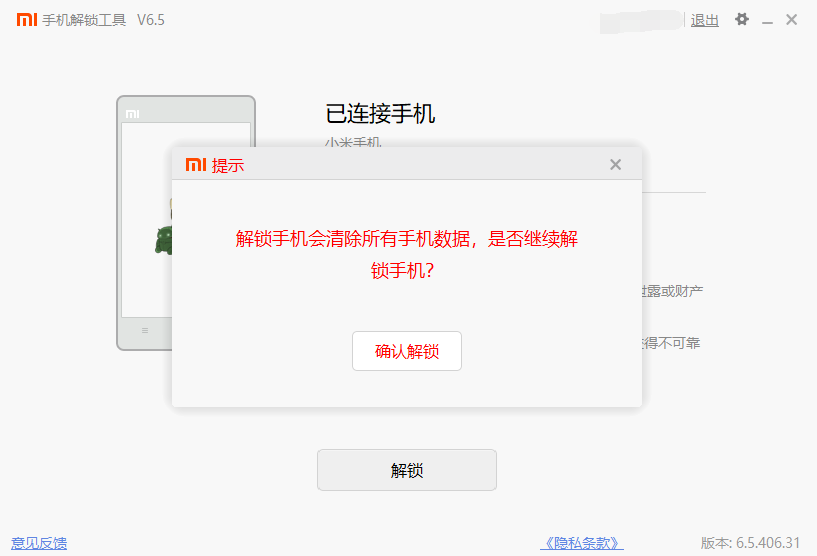 mi 手机解锁工具 V6.5
退出
mi
已连接手机
小米手机
mi 提示
解锁手机会清除所有手机数据，是否继续解
锁手机？
露或财产
确认解锁
得不可靠
解锁
意见反馈
《隐私条款》
版本: 6.5.406.31